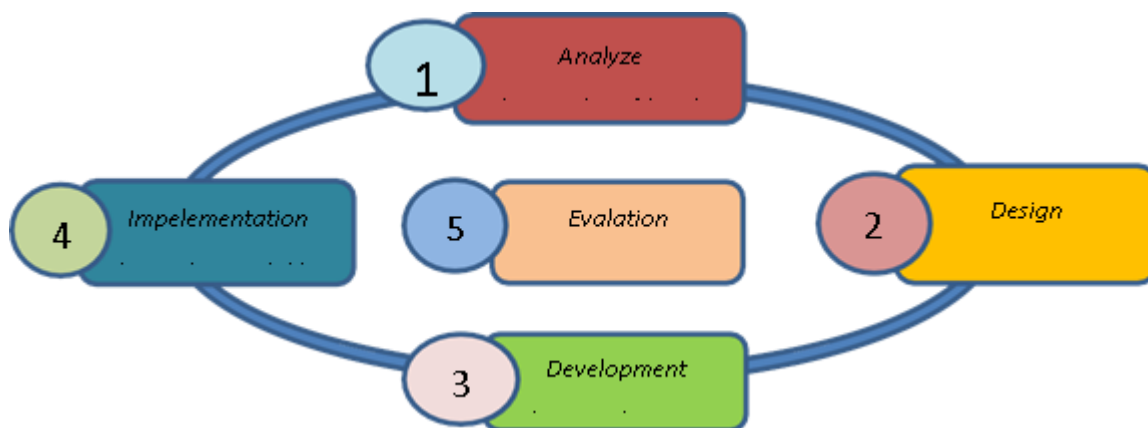 1
Analyze
4
Impelementation
5
Evalation
2
Design
3
Development